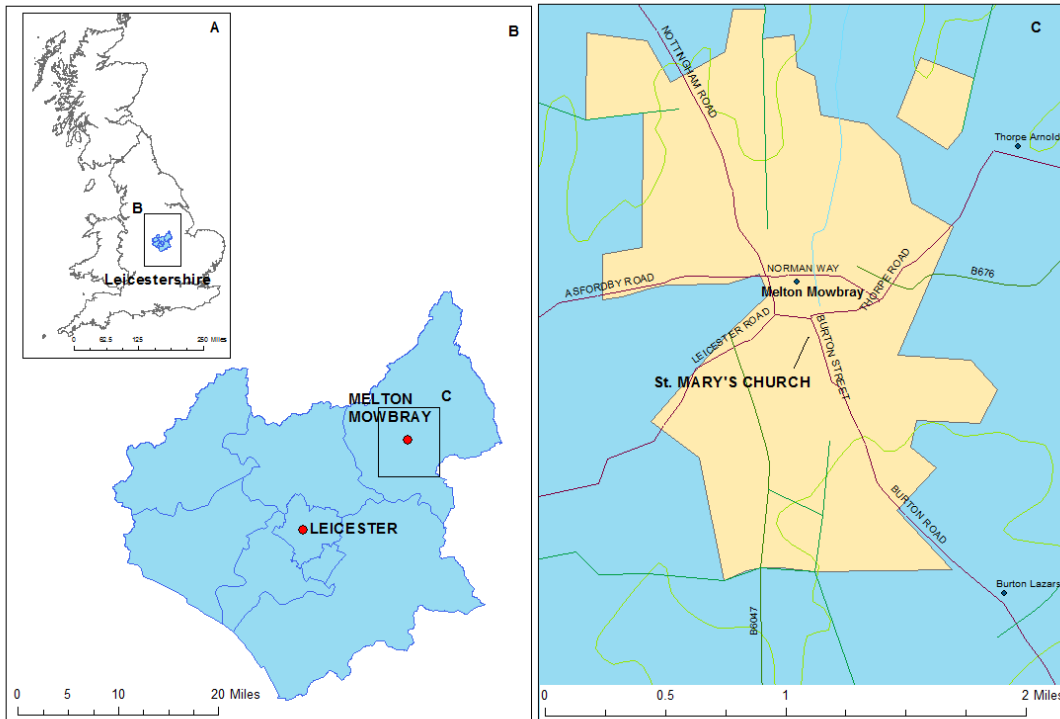 A
B
Leicestershire
0 62.5 125 250 Miles
B
MELTON
MOWBRAY
C
LEICESTER
0 5 10 20 Miles
C
NOTTINGHAM ROAD
Thorpe Arnold
NORMAN WAY
B676
ASFORDBY ROAD
Melton Mowbray
THORPE ROAD
LEICESTER ROAD
BURTON STREET
St. MARY'S CHURCH
BURTON ROAD
Burton Lazars
B6047
0 0.5 1 2 Miles